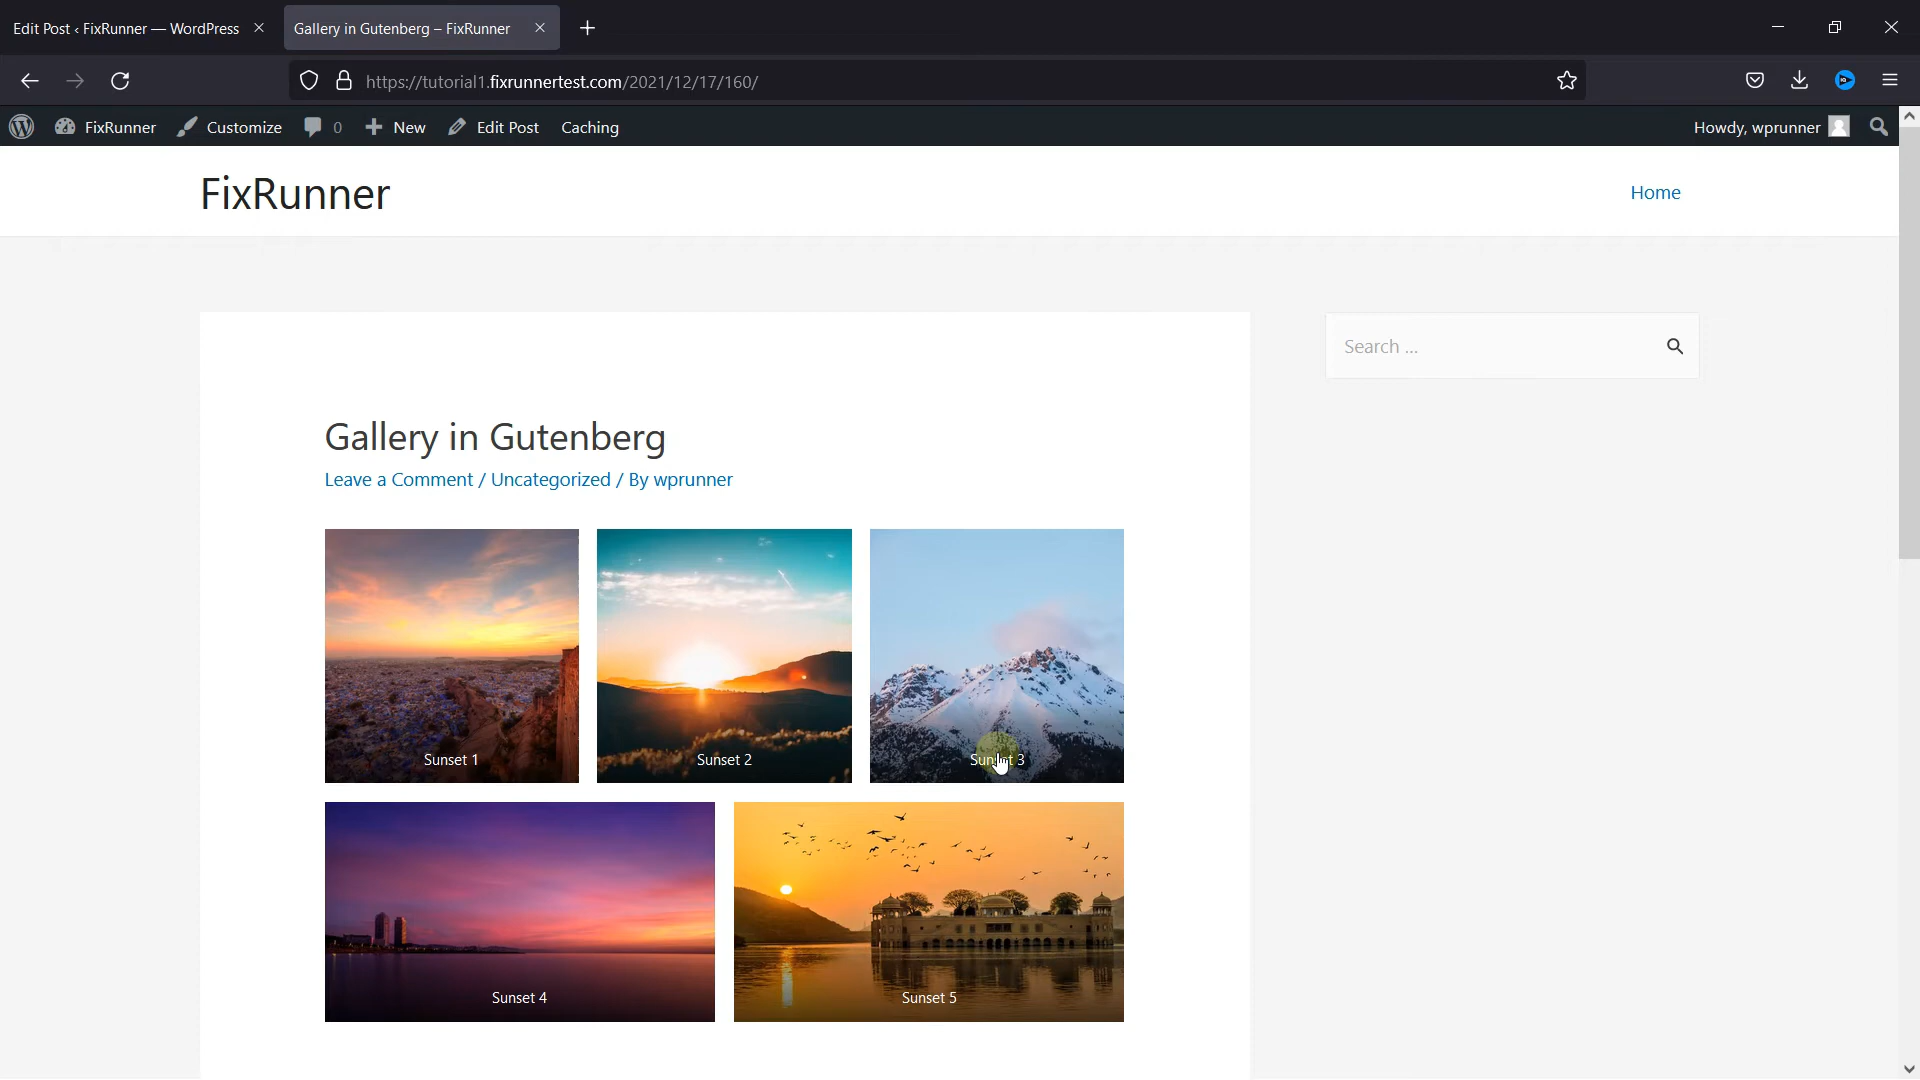 Edit Post ‹ FixRunner — WordPress
Gallery in Gutenberg – FixRunner
https://tutorial1.fixrunnertest.com/2021/12/17/160/
FixRunner Customize 0 New Edit Post Caching Howdy, wprunner
FixRunner
Home
Search ...
Gallery in Gutenberg
Leave a Comment / Uncategorized / By wprunner
Sunset 1
Sunset 2
Sunset 3
Sunset 4
Sunset 5